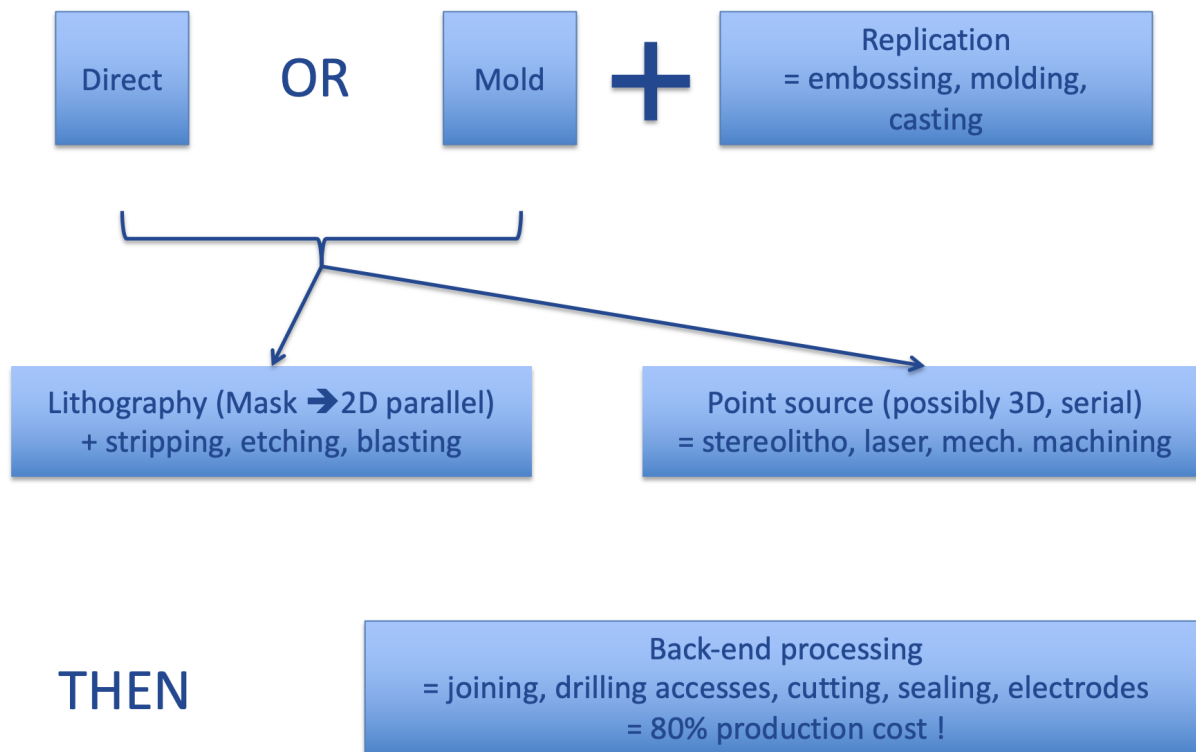 Direct
OR
Mold
+
Replication
= embossing, molding,
casting
Lithography (Mask ➔2D parallel)
+ stripping, etching, blasting
Point source (possibly 3D, serial)
= stereolitho, laser, mech. machining
THEN
Back-end processing
= joining, drilling accesses, cutting, sealing, electrodes
= 80% production cost !